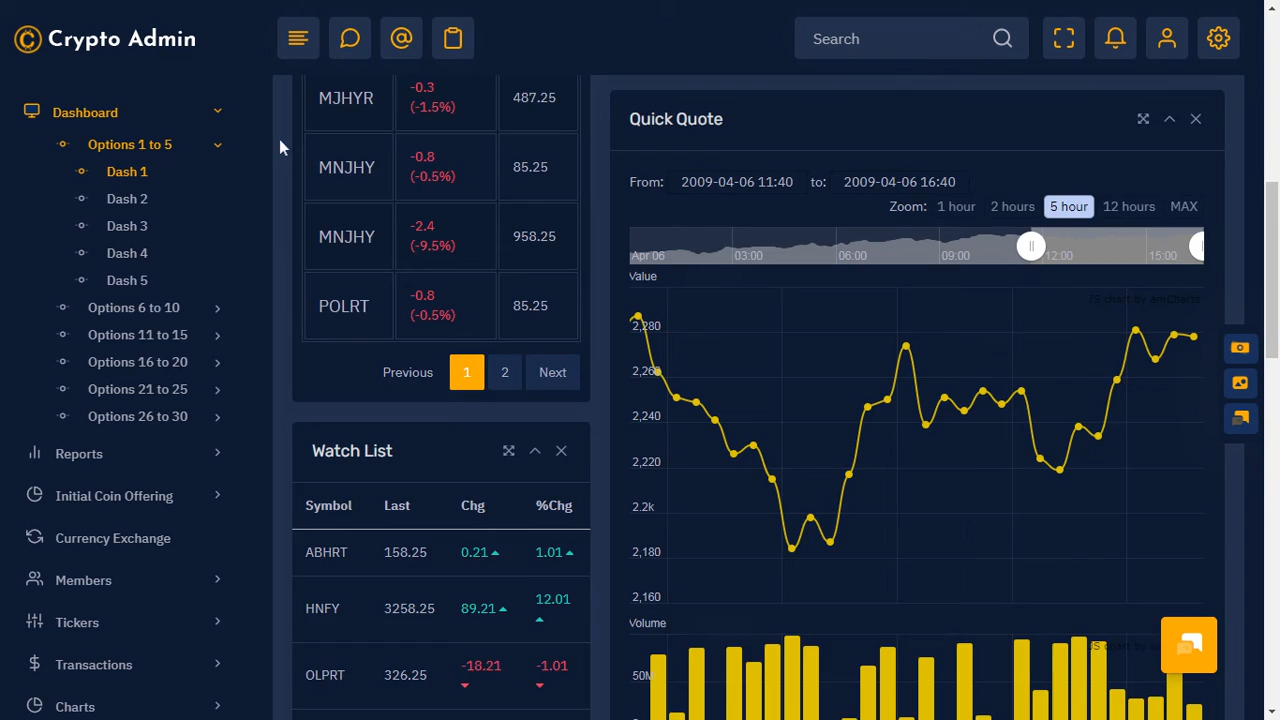 Crypto Admin
Search
Dashboard
Options 1 to 5
Dash 1
Dash 2
Dash 3
Dash 4
Dash 5
Options 6 to 10
Options 11 to 15
Options 16 to 20
Options 21 to 25
Options 26 to 30
Reports
Initial Coin Offering
Currency Exchange
Members
Tickers
Transactions
Charts
MJHYR -0.3 (-1.5%) 487.25
MNJHY -0.8 (-0.5%) 85.25
MNJHY -2.4 (-9.5%) 958.25
POLRT -0.8 (-0.5%) 85.25
Previous 1 2 Next
Watch List
Symbol Last Chg %Chg
ABHRT 158.25 0.21 1.01
HNFY 3258.25 89.21 12.01
OLPRT 326.25 -18.21 -1.01
Quick Quote
From: 2009-04-06 11:40 to: 2009-04-06 16:40
Zoom: 1 hour 2 hours 5 hour 12 hours MAX
Apr 06 03:00 06:00 09:00 12:00 15:00
Value
JS chart by amCharts
2,280
2,260
2,240
2,220
2.2k
2,180
2,160
Volume
JS chart by
50M